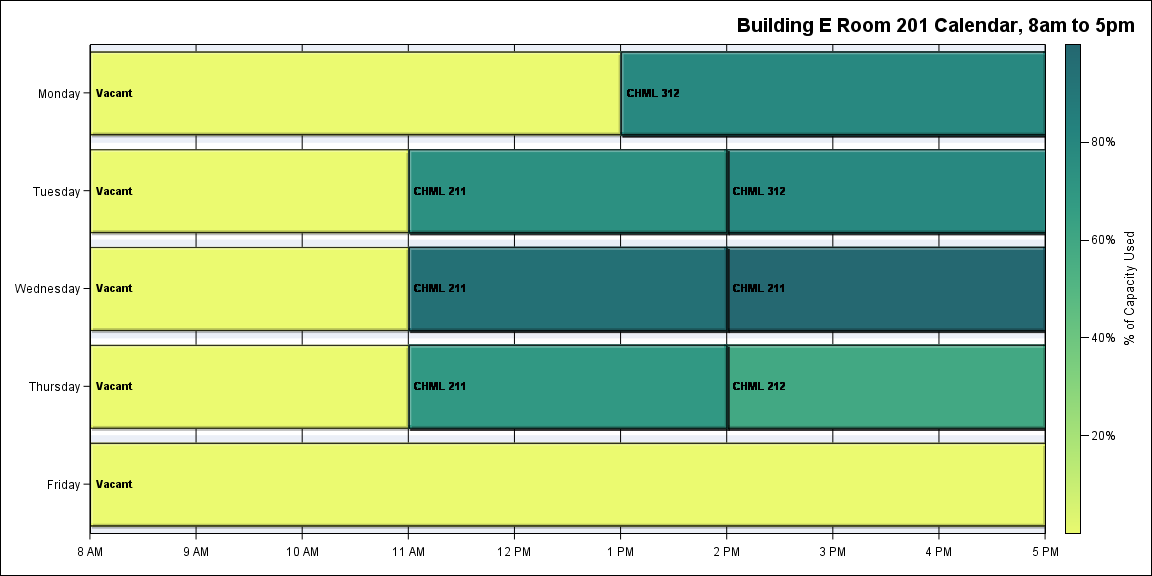 Building E Room 201 Calendar, 8am to 5pm
Monday
Vacant
CHML 312
Tuesday
Vacant
CHML 211
CHML 312
Wednesday
Vacant
CHML 211
CHML 211
Thursday
Vacant
CHML 211
CHML 212
Friday
Vacant
8 AM
9 AM
10 AM
11 AM
12 PM
1 PM
2 PM
3 PM
4 PM
5 PM
80%
60%
40%
20%
% of Capacity Used